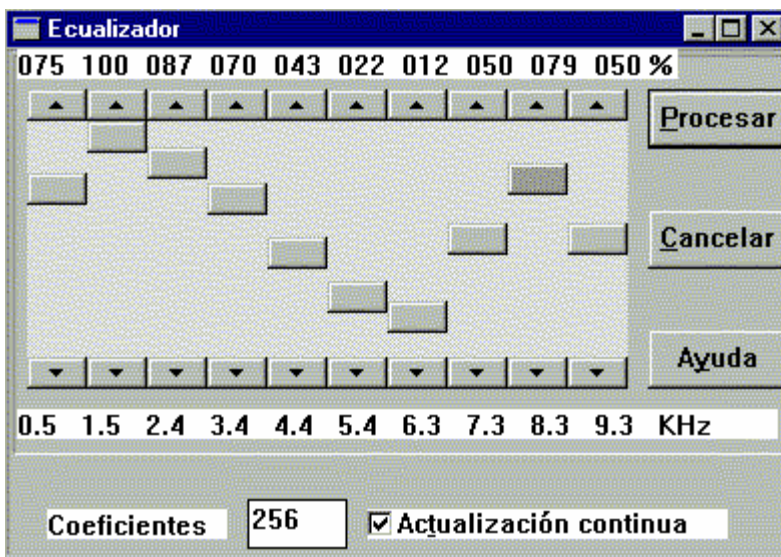 Ecualizador
075 100 087 070 043 022 012 050 079 050 %
Procesar
Cancelar
Ayuda
0.5 1.5 2.4 3.4 4.4 5.4 6.3 7.3 8.3 9.3 KHz
Coeficientes 256 Actualización continua